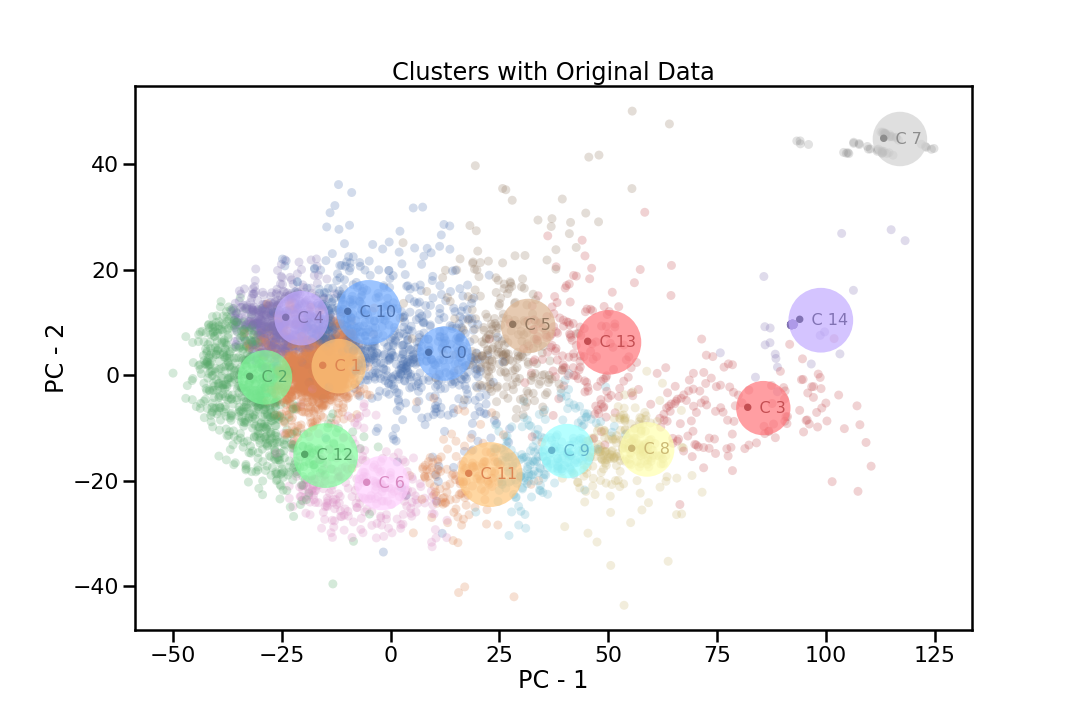 Clusters with Original Data
PC - 2
40
20
0
−20
−40
C 7
C 14
C 10
C 4
C 5
C 13
C 0
C 1
C 2
C 3
C 12
C 9
C 8
C 11
C 6
−50
−25
0
25
50
75
100
125
PC - 1